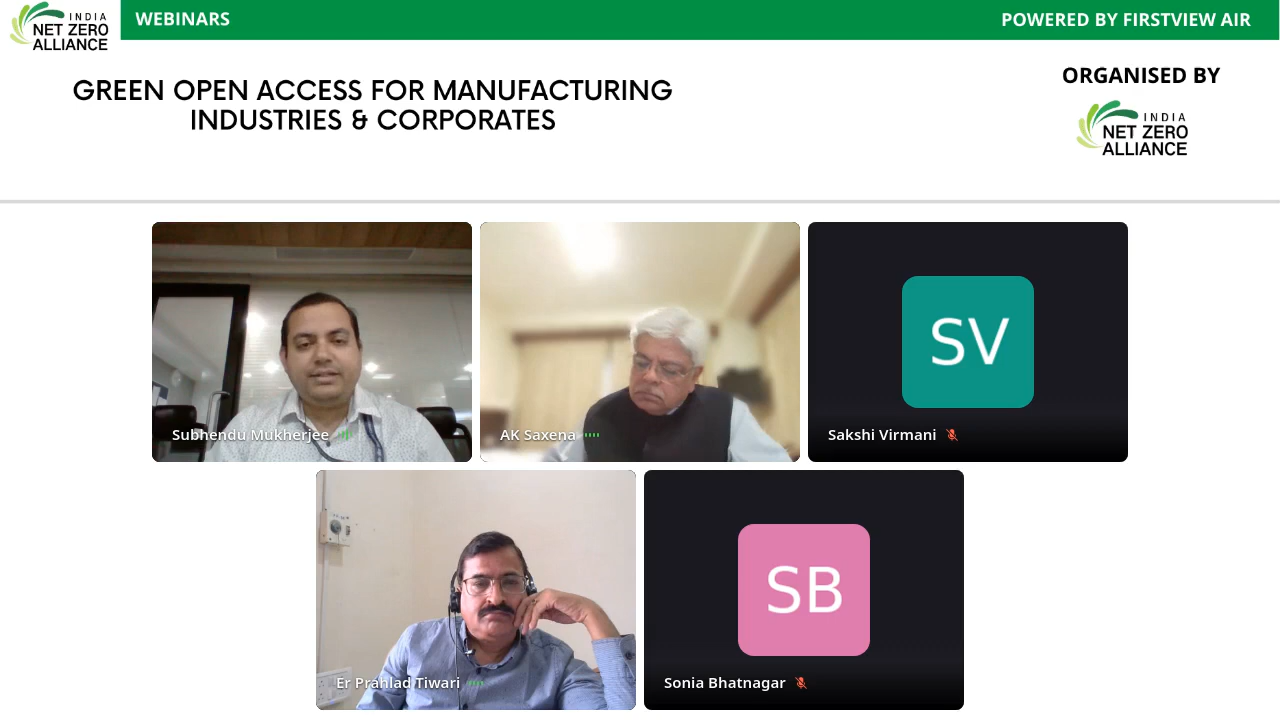 INDIA
NET ZERO
ALLIANCE
WEBINARS
POWERED BY FIRSTVIEW AIR
GREEN OPEN ACCESS FOR MANUFACTURING
INDUSTRIES & CORPORATES
ORGANISED BY
INDIA
NET ZERO
ALLIANCE
Subhendu Mukherjee
AK Saxena
SV
Sakshi Virmani
Er Prahlad Tiwari
SB
Sonia Bhatnagar